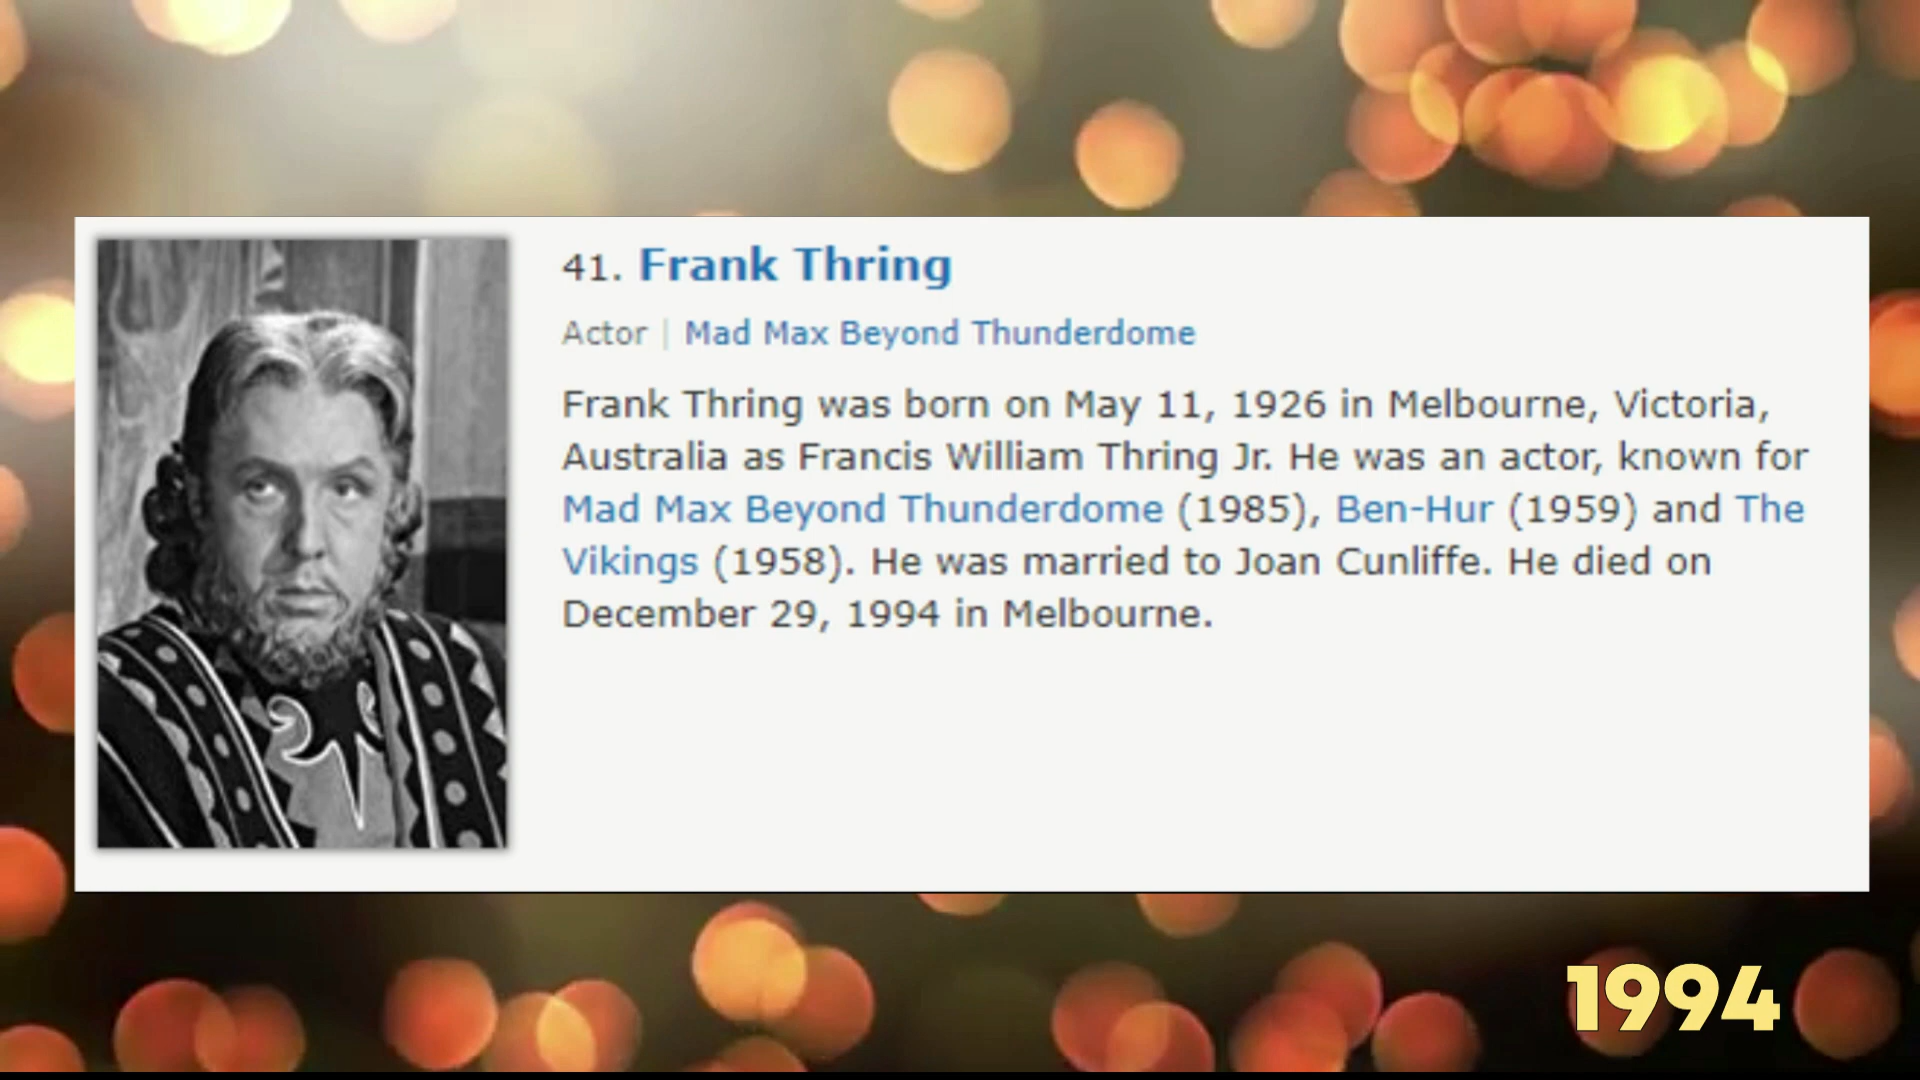 41. Frank Thring
Actor | Mad Max Beyond Thunderdome
Frank Thring was born on May 11, 1926 in Melbourne, Victoria,
Australia as Francis William Thring Jr. He was an actor, known for
Mad Max Beyond Thunderdome (1985), Ben-Hur (1959) and The
Vikings (1958). He was married to Joan Cunliffe. He died on
December 29, 1994 in Melbourne.
1994